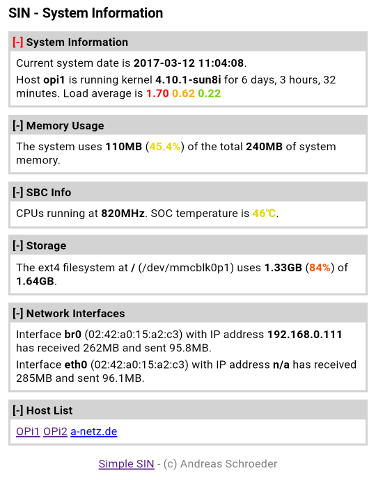 SIN - System Information
[-] System Information
Current system date is 2017-03-12 11:04:08.
Host opi1 is running kernel 4.10.1-sun8i for 6 days, 3 hours, 32
minutes. Load average is 1.70 0.62 0.22
[-] Memory Usage
The system uses 110MB (45.4%) of the total 240MB of system
memory.
[-] SBC Info
CPUs running at 820MHz. SOC temperature is 46°C.
[-] Storage
The ext4 filesystem at / (/dev/mmcblk0p1) uses 1.33GB (84%) of
1.64GB.
[-] Network Interfaces
Interface br0 (02:42:a0:15:a2:c3) with IP address 192.168.0.111
has received 262MB and sent 95.8MB.
Interface eth0 (02:42:a0:15:a2:c3) with IP address n/a has received
285MB and sent 96.1MB.
[-] Host List
OPi1 OPi2 a-netz.de
Simple SIN - (c) Andreas Schroeder